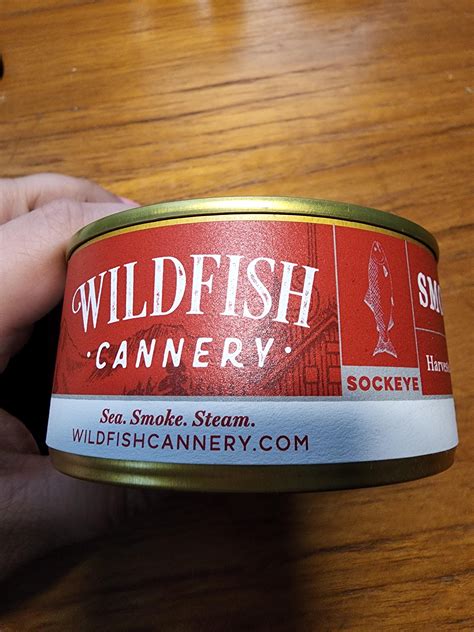 WILDFISH
·CANNERY·
Sea. Smoke. Steam.
WILDFISHCANNERY.COM
SOCKEYE